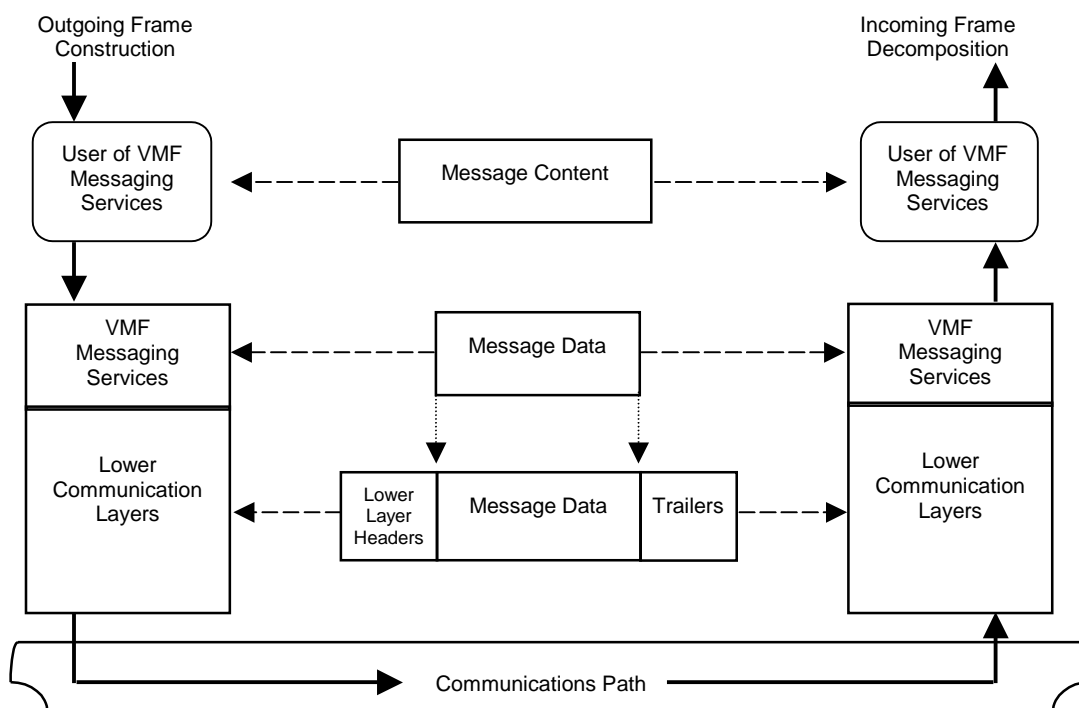 Outgoing Frame
Construction
Incoming Frame
Decomposition
User of VMF
Messaging
Services
Message Content
User of VMF
Messaging
Services
VMF
Messaging
Services
Message Data
VMF
Messaging
Services
Lower
Communication
Layers
Lower
Layer
Headers
Message Data
Trailers
Lower
Communication
Layers
Communications Path